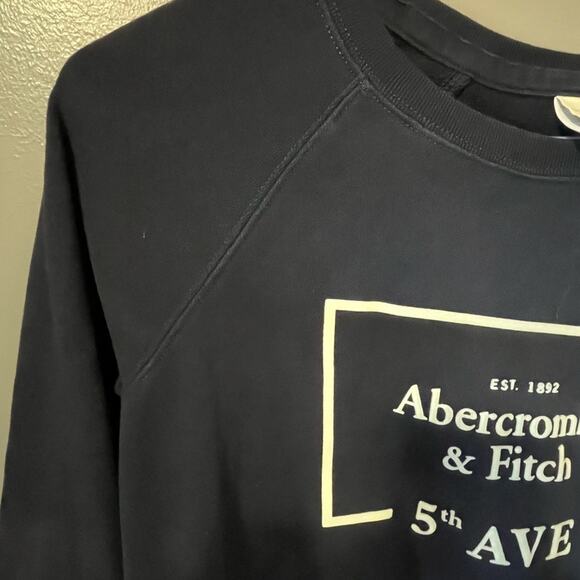 EST. 1892
Abercrom
& Fitch
5th AVE